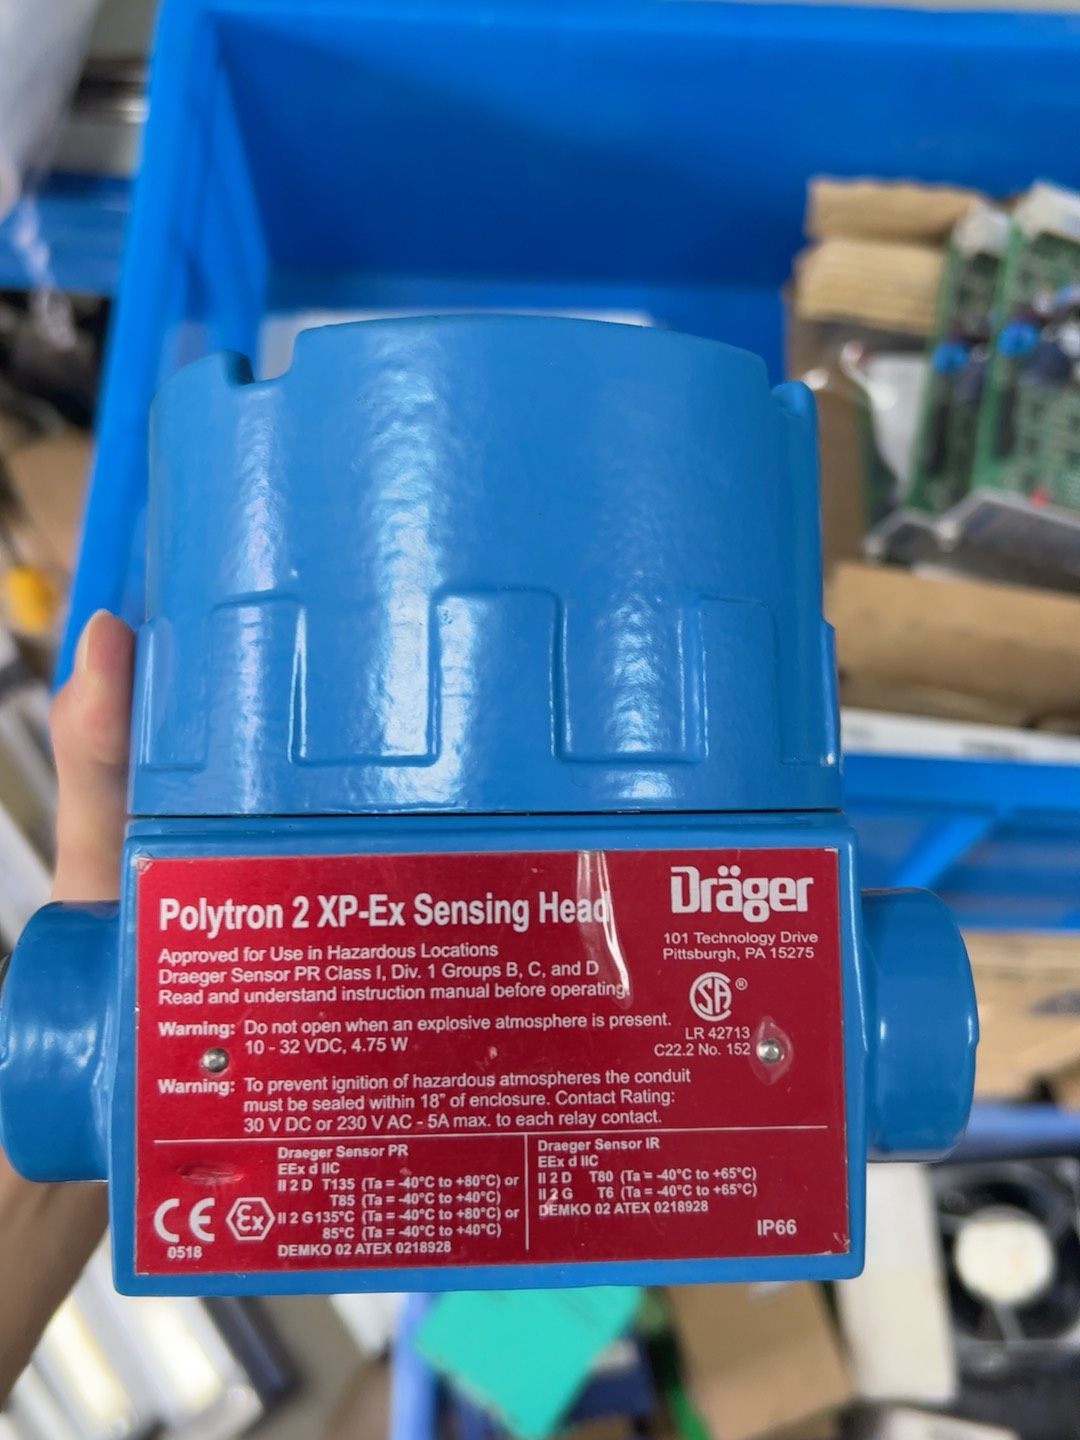 Polytron 2 XP-Ex Sensing Head
Dräger
Approved for Use in Hazardous Locations
Draeger Sensor PR Class I, Div. 1 Groups B, C, and D
Read and understand instruction manual before operating.
101 Technology Drive
Pittsburgh, PA 15275
SA ®
LR 42713
C22.2 No. 152
Warning: Do not open when an explosive atmosphere is present.
10 - 32 VDC, 4.75 W
Warning: To prevent ignition of hazardous atmospheres the conduit
must be sealed within 18" of enclosure. Contact Rating:
30 V DC or 230 V AC - 5A max. to each relay contact.
Draeger Sensor PR
EEx d IIC
II 2 D T135 (Ta = -40°C to +80°C) or
T85 (Ta = -40°C to +40°C)
II 2 G 135°C (Ta = -40°C to +80°C) or
85°C (Ta = -40°C to +40°C)
DEMKO 02 ATEX 0218928
CE Ex
0518
Draeger Sensor IR
EEx d IIC
II 2 D T80 (Ta = -40°C to +65°C)
II 2 G T6 (Ta = -40°C to +65°C)
DEMKO 02 ATEX 0218928
IP66